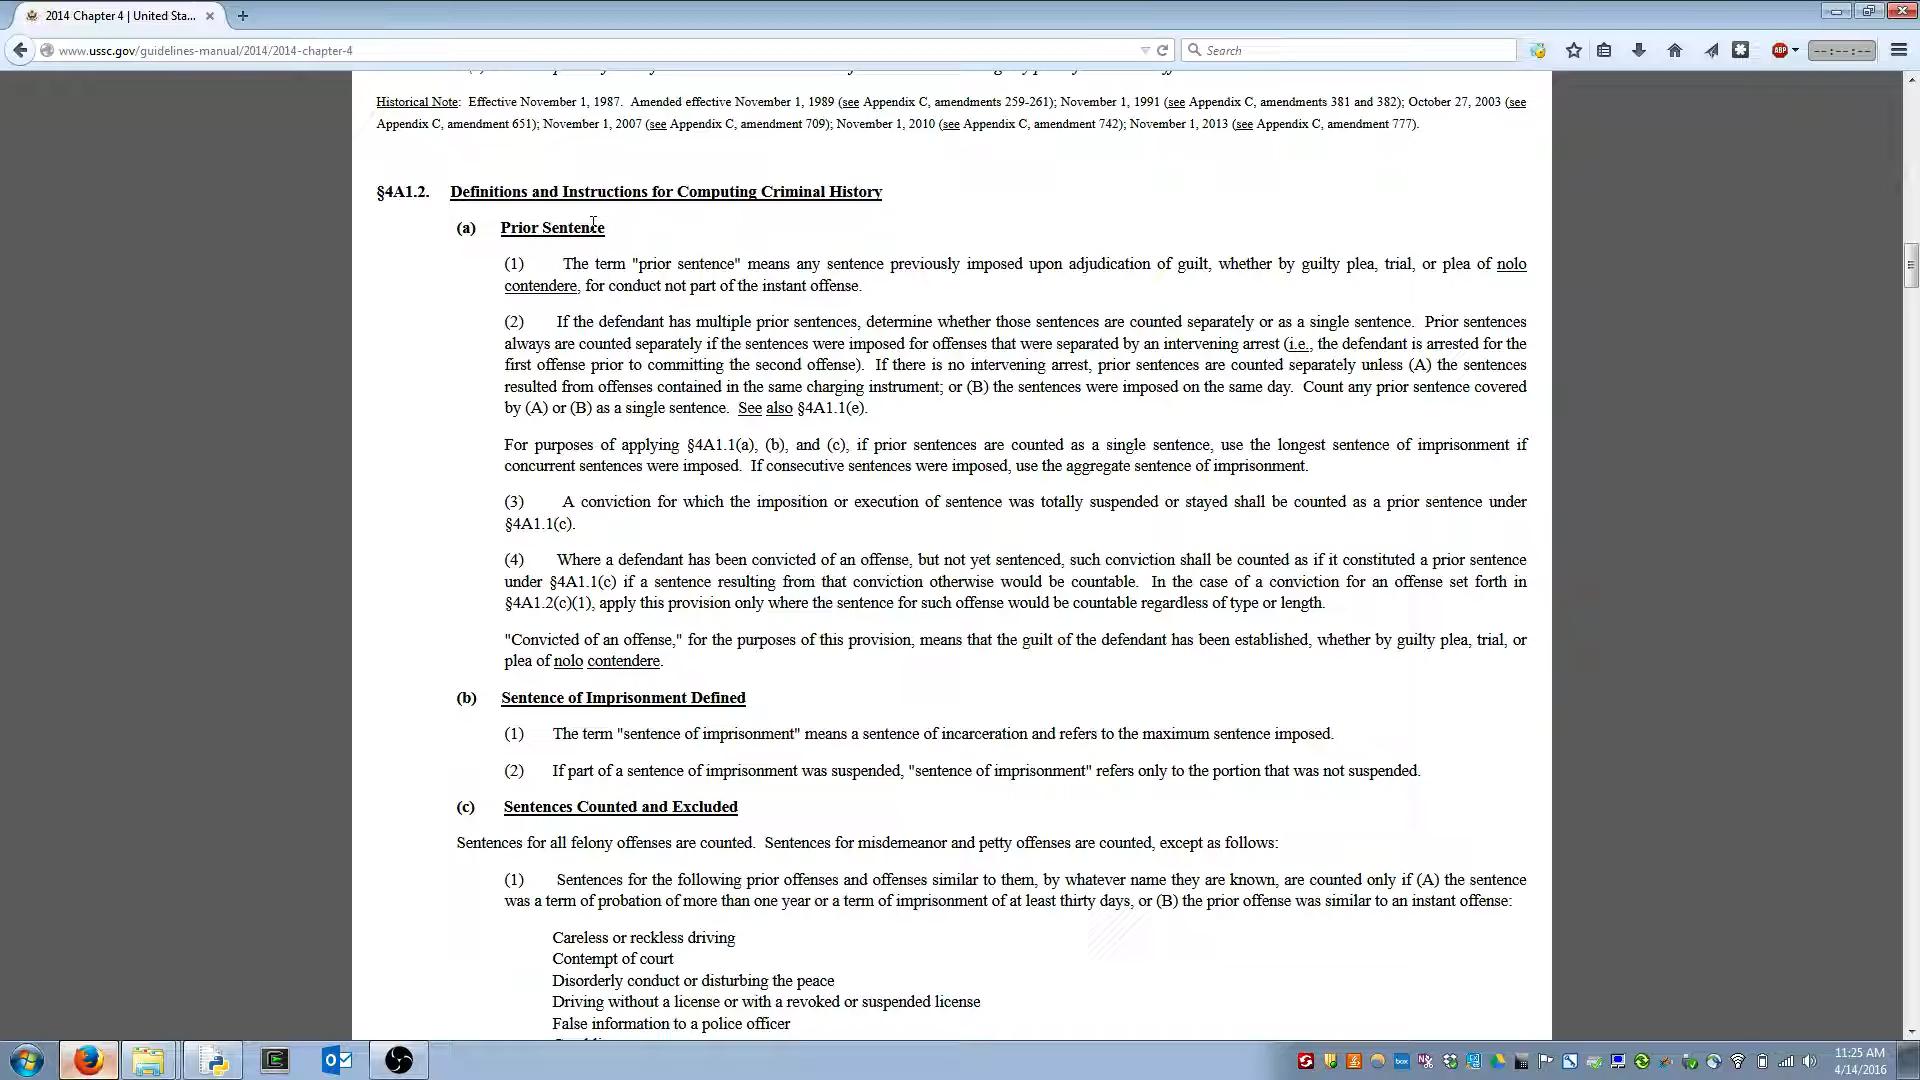 2014 Chapter 4 | United Sta...
www.ussc.gov/guidelines-manual/2014/2014-chapter-4
Search
ABP
--:--:--
Historical Note: Effective November 1, 1987. Amended effective November 1, 1989 (see Appendix C, amendments 259-261); November 1, 1991 (see Appendix C, amendments 381 and 382); October 27, 2003 (see
Appendix C, amendment 651); November 1, 2007 (see Appendix C, amendment 709); November 1, 2010 (see Appendix C, amendment 742); November 1, 2013 (see Appendix C, amendment 777).
§4A1.2. Definitions and Instructions for Computing Criminal History
(a) Prior Sentence
(1) The term "prior sentence" means any sentence previously imposed upon adjudication of guilt, whether by guilty plea, trial, or plea of nolo
contendere, for conduct not part of the instant offense.
(2) If the defendant has multiple prior sentences, determine whether those sentences are counted separately or as a single sentence. Prior sentences
always are counted separately if the sentences were imposed for offenses that were separated by an intervening arrest (i.e., the defendant is arrested for the
first offense prior to committing the second offense). If there is no intervening arrest, prior sentences are counted separately unless (A) the sentences
resulted from offenses contained in the same charging instrument; or (B) the sentences were imposed on the same day. Count any prior sentence covered
by (A) or (B) as a single sentence. See also §4A1.1(e).
For purposes of applying §4A1.1(a), (b), and (c), if prior sentences are counted as a single sentence, use the longest sentence of imprisonment if
concurrent sentences were imposed. If consecutive sentences were imposed, use the aggregate sentence of imprisonment.
(3) A conviction for which the imposition or execution of sentence was totally suspended or stayed shall be counted as a prior sentence under
§4A1.1(c).
(4) Where a defendant has been convicted of an offense, but not yet sentenced, such conviction shall be counted as if it constituted a prior sentence
under §4A1.1(c) if a sentence resulting from that conviction otherwise would be countable. In the case of a conviction for an offense set forth in
§4A1.2(c)(1), apply this provision only where the sentence for such offense would be countable regardless of type or length.
"Convicted of an offense," for the purposes of this provision, means that the guilt of the defendant has been established, whether by guilty plea, trial, or
plea of nolo contendere.
(b) Sentence of Imprisonment Defined
(1) The term "sentence of imprisonment" means a sentence of incarceration and refers to the maximum sentence imposed.
(2) If part of a sentence of imprisonment was suspended, "sentence of imprisonment" refers only to the portion that was not suspended.
(c) Sentences Counted and Excluded
Sentences for all felony offenses are counted. Sentences for misdemeanor and petty offenses are counted, except as follows:
(1) Sentences for the following prior offenses and offenses similar to them, by whatever name they are known, are counted only if (A) the sentence
was a term of probation of more than one year or a term of imprisonment of at least thirty days, or (B) the prior offense was similar to an instant offense:
Careless or reckless driving
Contempt of court
Disorderly conduct or disturbing the peace
Driving without a license or with a revoked or suspended license
False information to a police officer
11:25 AM
4/14/2016